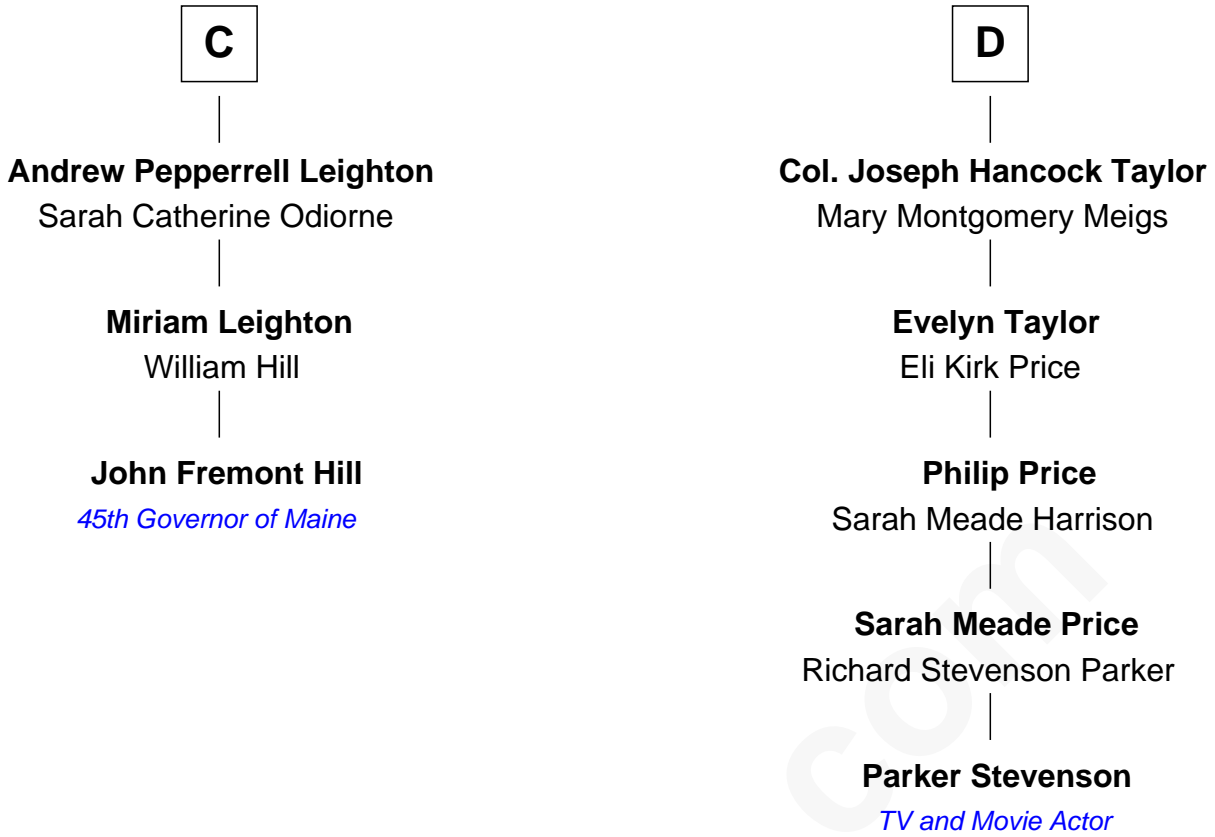 C
Andrew Pepperrell Leighton
Sarah Catherine Odiorne
Miriam Leighton
William Hill
John Fremont Hill
45th Governor of Maine
D
Col. Joseph Hancock Taylor
Mary Montgomery Meigs
Evelyn Taylor
Eli Kirk Price
Philip Price
Sarah Meade Harrison
Sarah Meade Price
Richard Stevenson Parker
Parker Stevenson
TV and Movie Actor
com